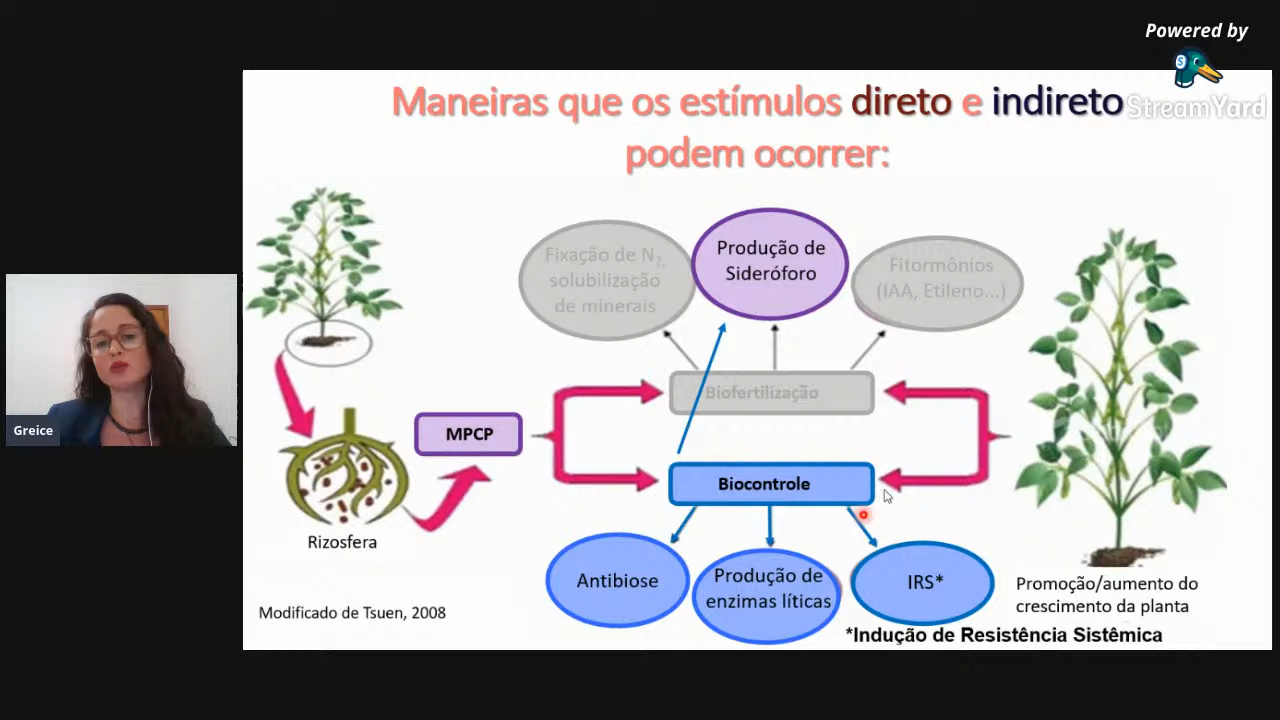 Powered by
StreamYard
Maneiras que os estímulos direto e indireto
podem ocorrer:
Fixação de N₂,
solubilização
de minerais
Produção de
Sideróforo
Fitormônios
(IAA, Etileno...)
Biofertilização
MPCP
Greice
Biocontrole
Rizosfera
Antibiose
Produção de
enzimas líticas
IRS*
Promoção/aumento do
crescimento da planta
Modificado de Tsuen, 2008
*Indução de Resistência Sistêmica